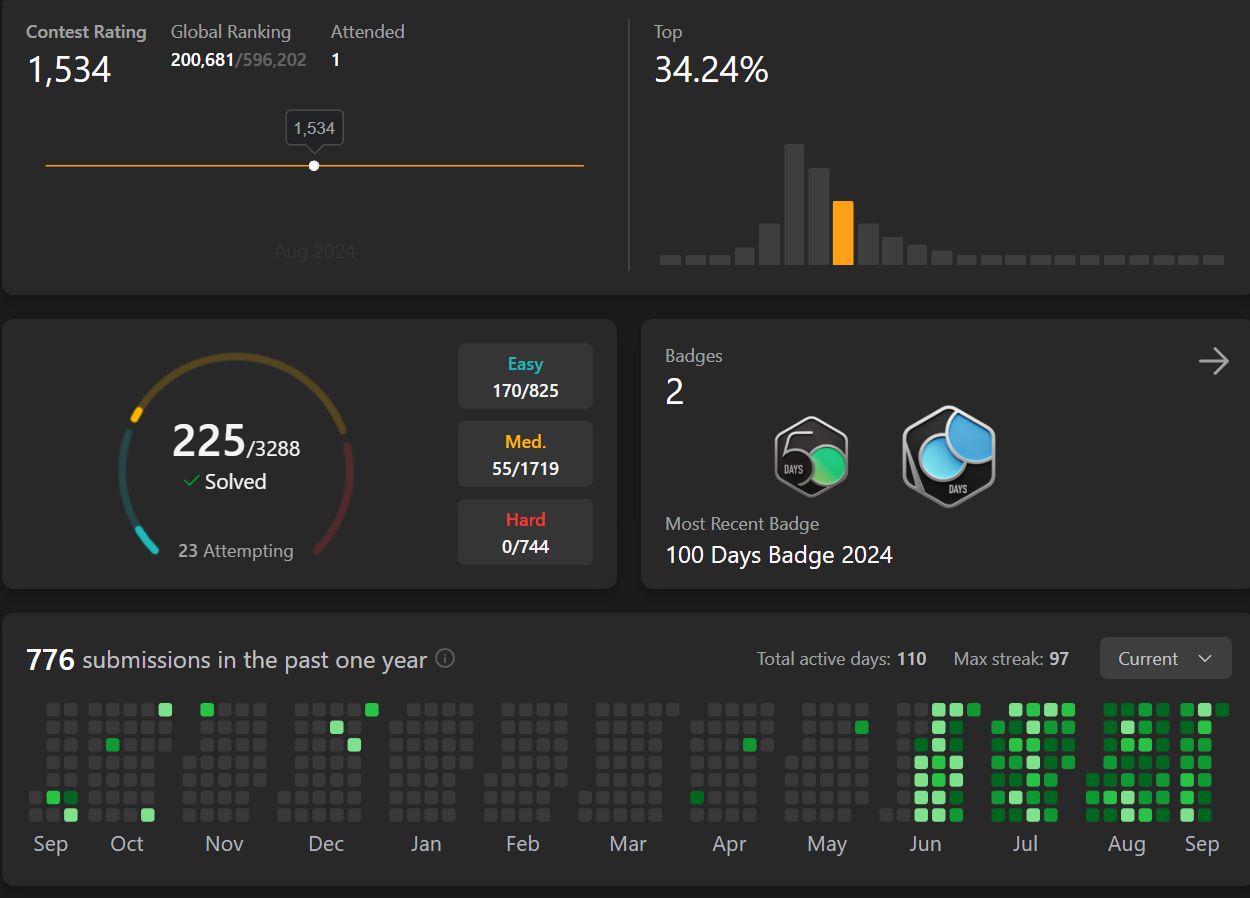 Contest Rating
1,534
Global Ranking
200,681/596,202
Attended
1
1,534
Aug 2024
Top
34.24%
225/3288
Solved
23 Attempting
Easy
170/825
Med.
55/1719
Hard
0/744
Badges
2
50
DAYS
DAYS
Most Recent Badge
100 Days Badge 2024
776 submissions in the past one year
Total active days: 110
Max streak: 97
Current
Sep Oct Nov Dec Jan Feb Mar Apr May Jun Jul Aug Sep